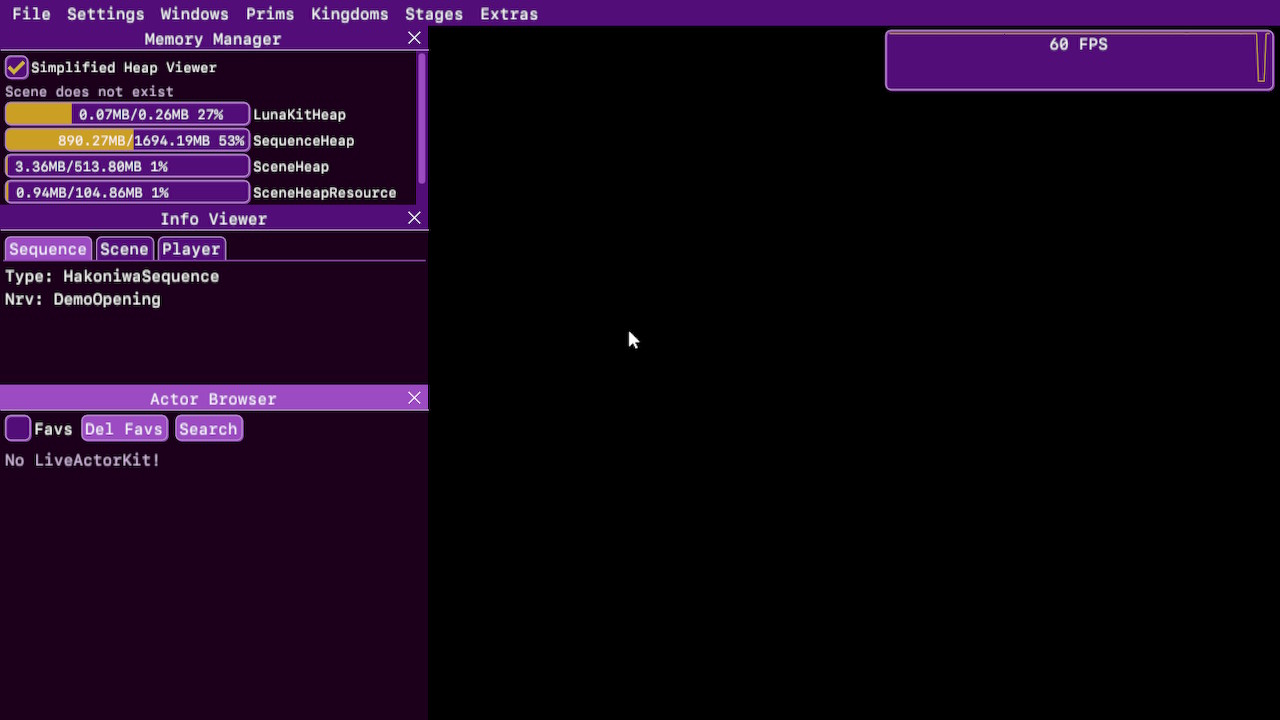 File Settings Windows Prims Kingdoms Stages Extras
Memory Manager
60 FPS
Simplified Heap Viewer
Scene does not exist
0.07MB/0.26MB 27% LunaKitHeap
890.27MB/1694.19MB 53% SequenceHeap
3.36MB/513.80MB 1% SceneHeap
0.94MB/104.86MB 1% SceneHeapResource
Info Viewer
Sequence Scene Player
Type: HakoniwaSequence
Nrv: DemoOpening
Actor Browser
Favs Del Favs Search
No LiveActorKit!